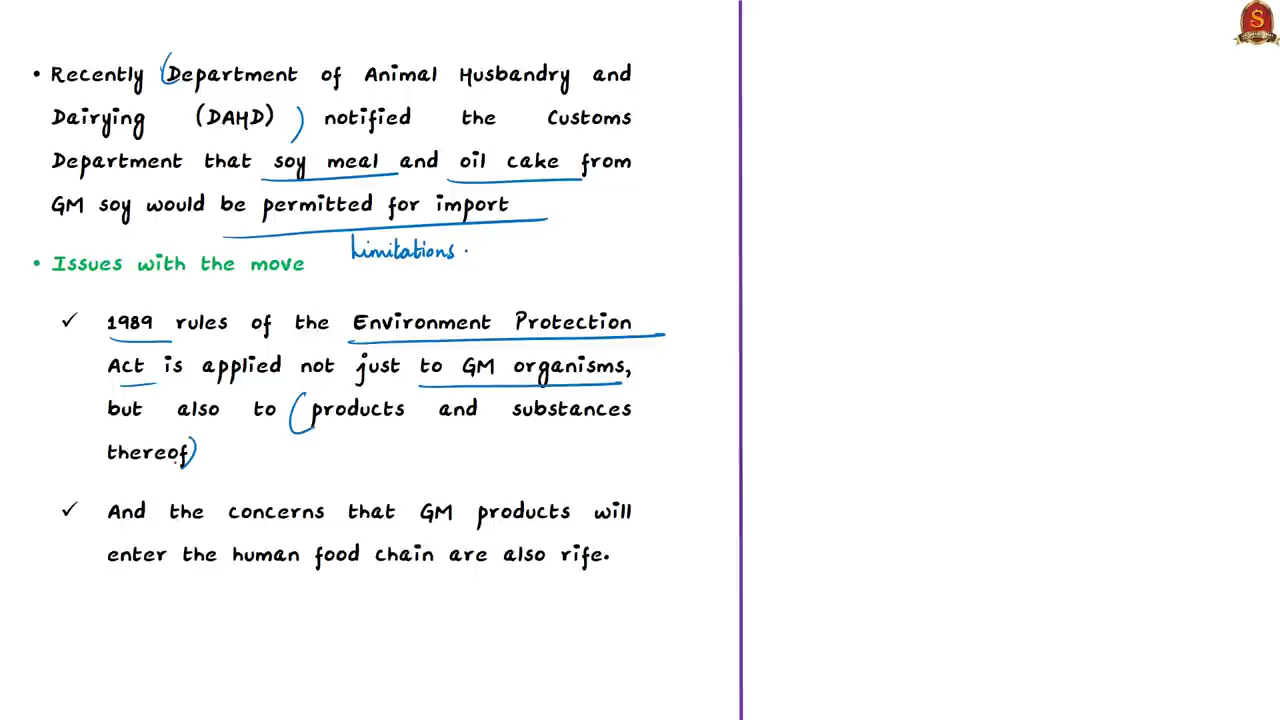 • Recently (Department of Animal Husbandry and
Dairying (DAHD) ) notified the Customs
Department that soy meal and oil cake from
GM soy would be permitted for import
limitations.
• Issues with the move
✓ 1989 rules of the Environment Protection
Act is applied not just to GM organisms,
but also to (products and substances
thereof)
✓ And the concerns that GM products will
enter the human food chain are also rife.
S